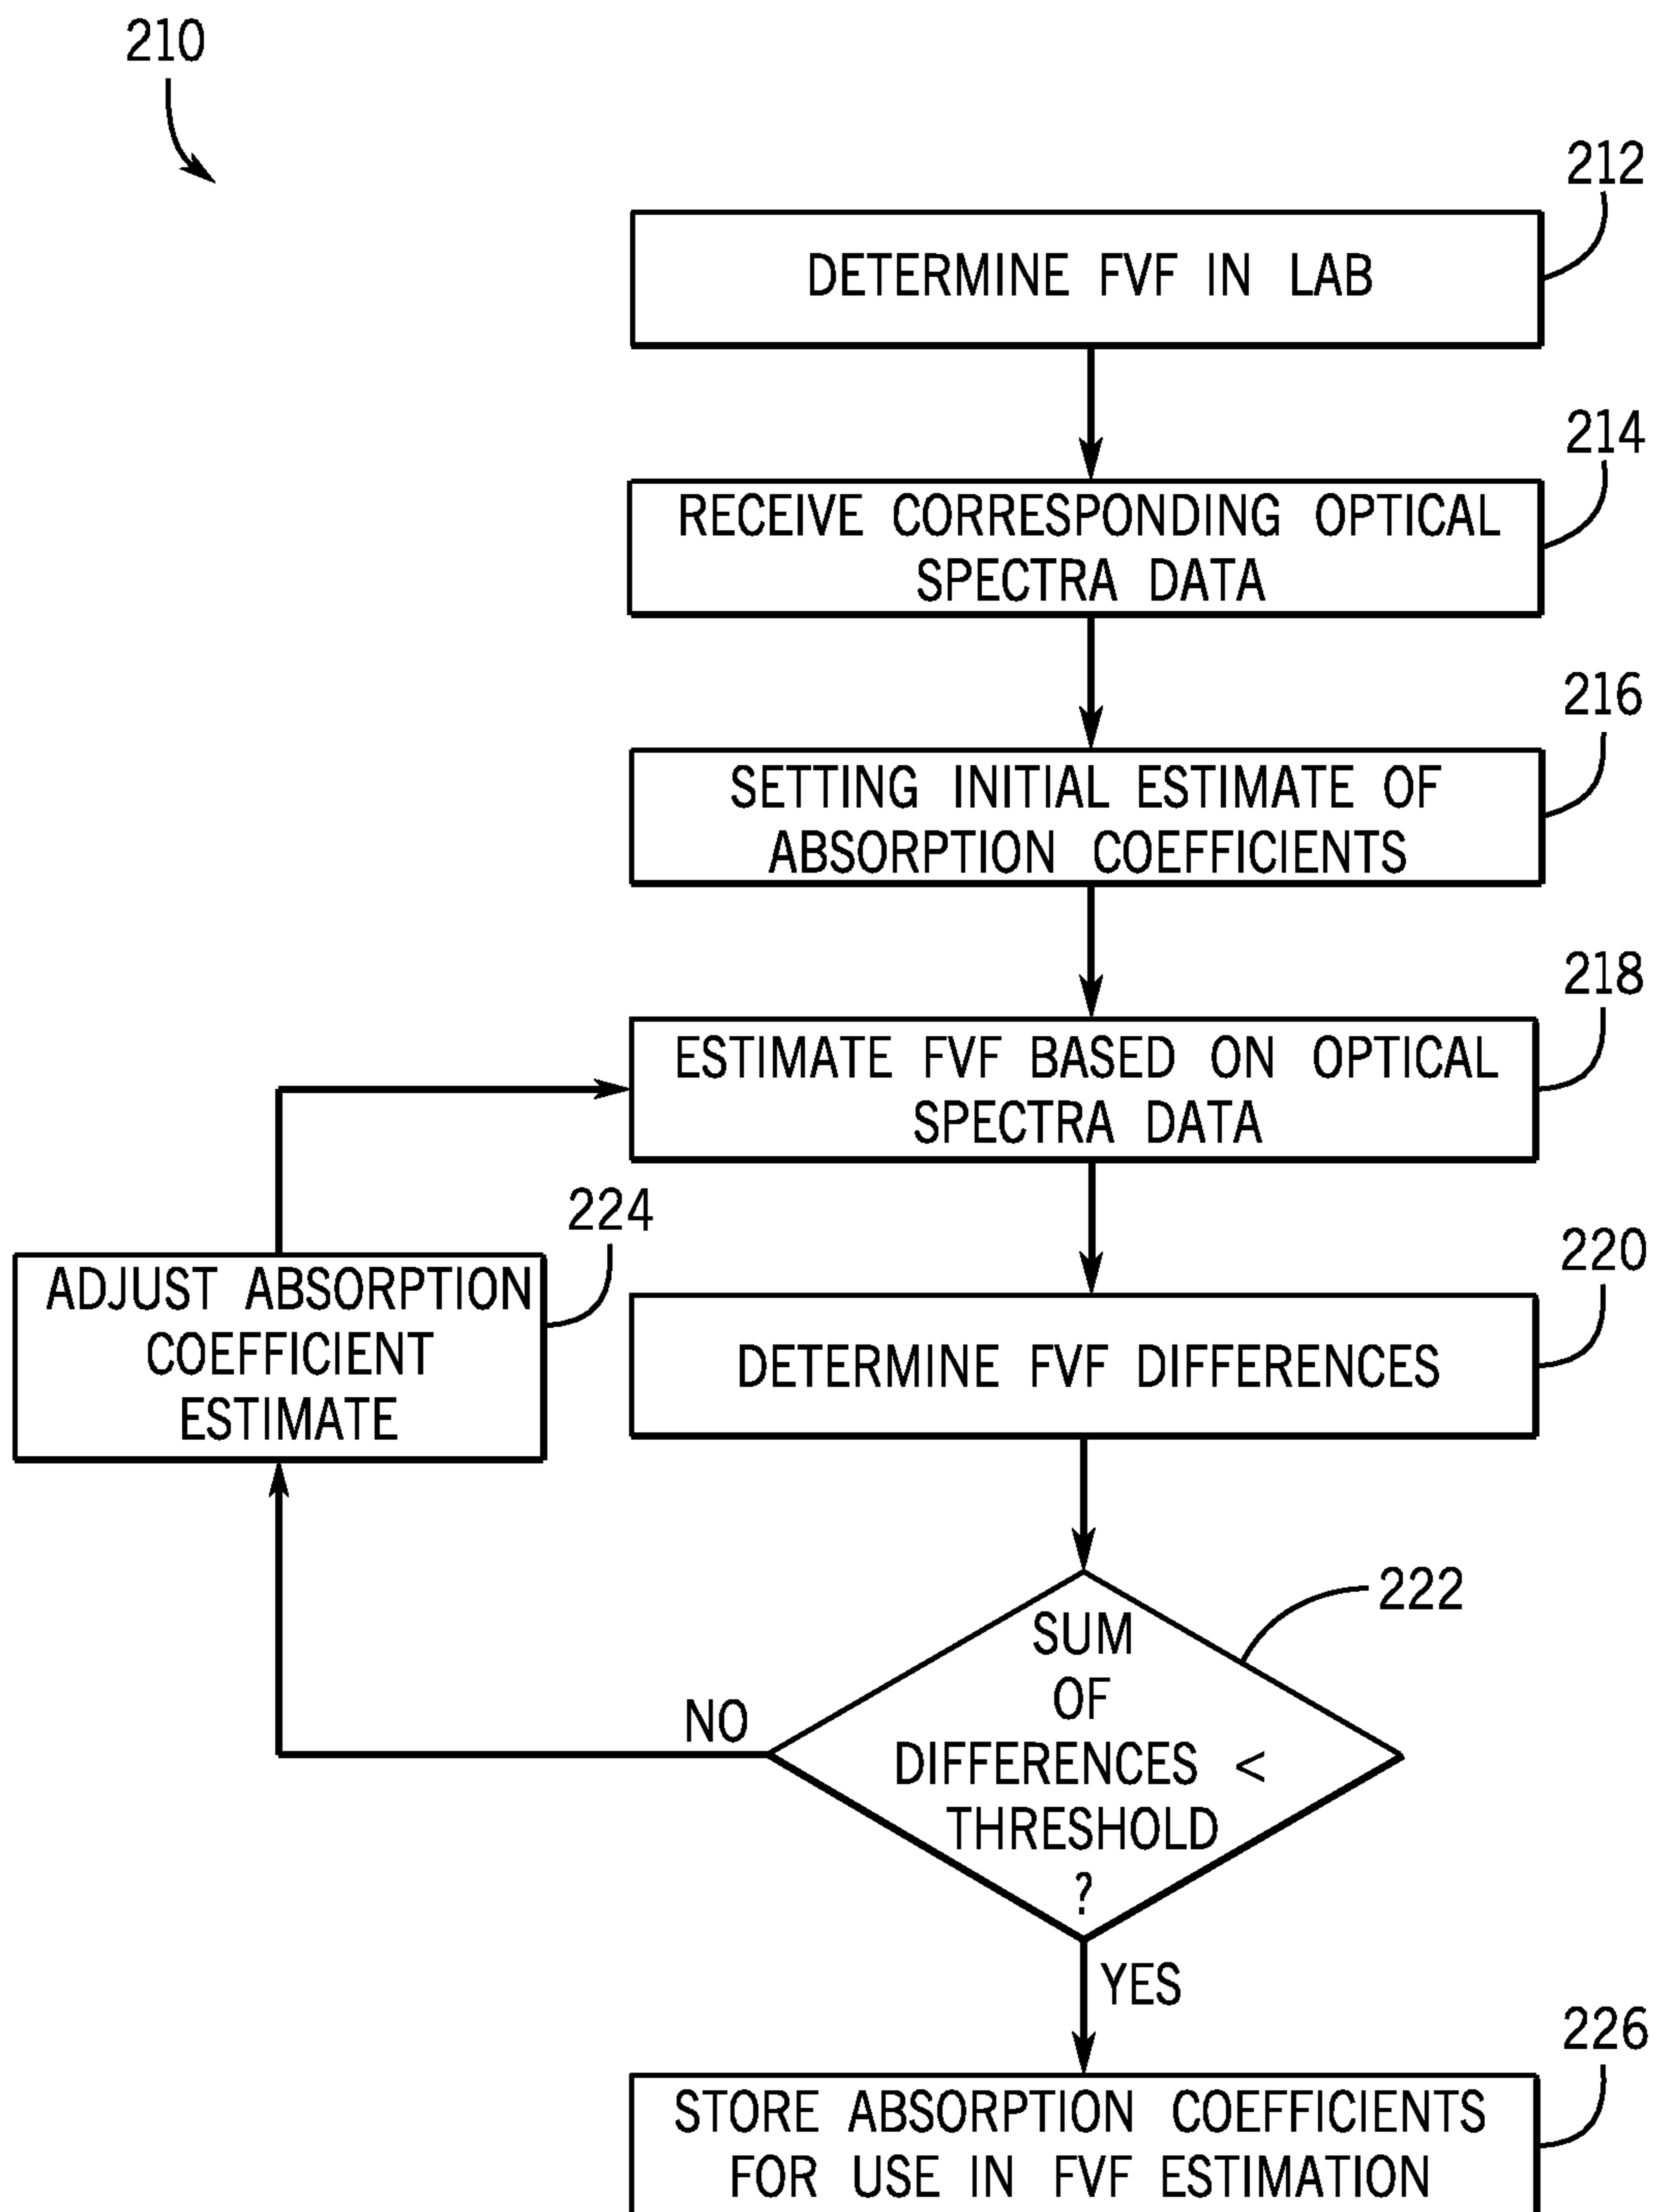 210
212
DETERMINE FVF IN LAB
214
RECEIVE CORRESPONDING OPTICAL
SPECTRA DATA
216
SETTING INITIAL ESTIMATE OF
ABSORPTION COEFFICIENTS
218
ESTIMATE FVF BASED ON OPTICAL
SPECTRA DATA
224
ADJUST ABSORPTION
COEFFICIENT
ESTIMATE
220
DETERMINE FVF DIFFERENCES
222
SUM
OF
DIFFERENCES <
THRESHOLD
?
NO
YES
226
STORE ABSORPTION COEFFICIENTS
FOR USE IN FVF ESTIMATION